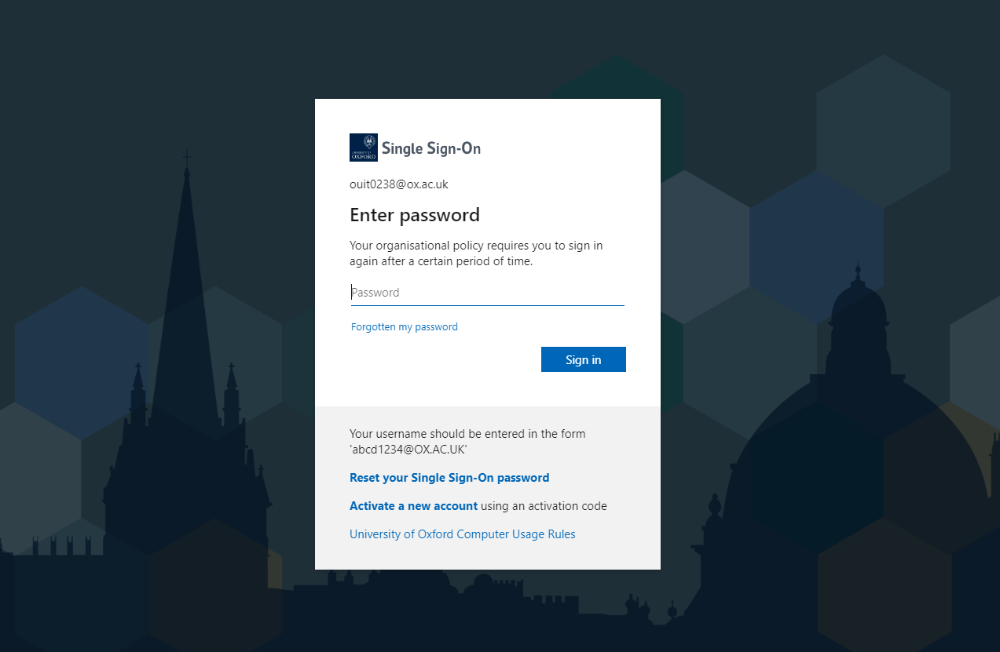 UNIVERSITY OF
OXFORD
Single Sign-On
ouit0238@ox.ac.uk
Enter password
Your organisational policy requires you to sign in
again after a certain period of time.
Password
Forgotten my password
Sign in
Your username should be entered in the form
'abcd1234@OX.AC.UK'
Reset your Single Sign-On password
Activate a new account using an activation code
University of Oxford Computer Usage Rules